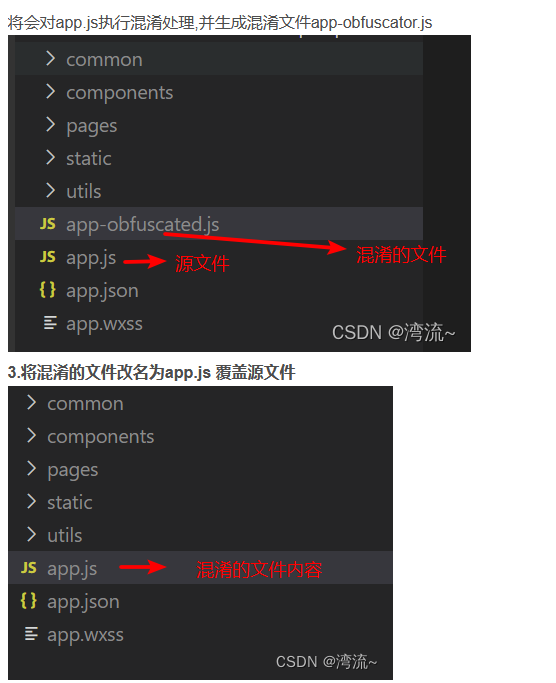 将会对app.js执行混淆处理,并生成混淆文件app-obfuscator.js
common
components
pages
static
utils
JS app-obfuscated.js
JS app.js 源文件 混淆的文件
{ } app.json
app.wxss
CSDN @湾流~
3.将混淆的文件改名为app.js 覆盖源文件
common
components
pages
static
utils
JS app.js 混淆的文件内容
{ } app.json
app.wxss
CSDN @湾流~